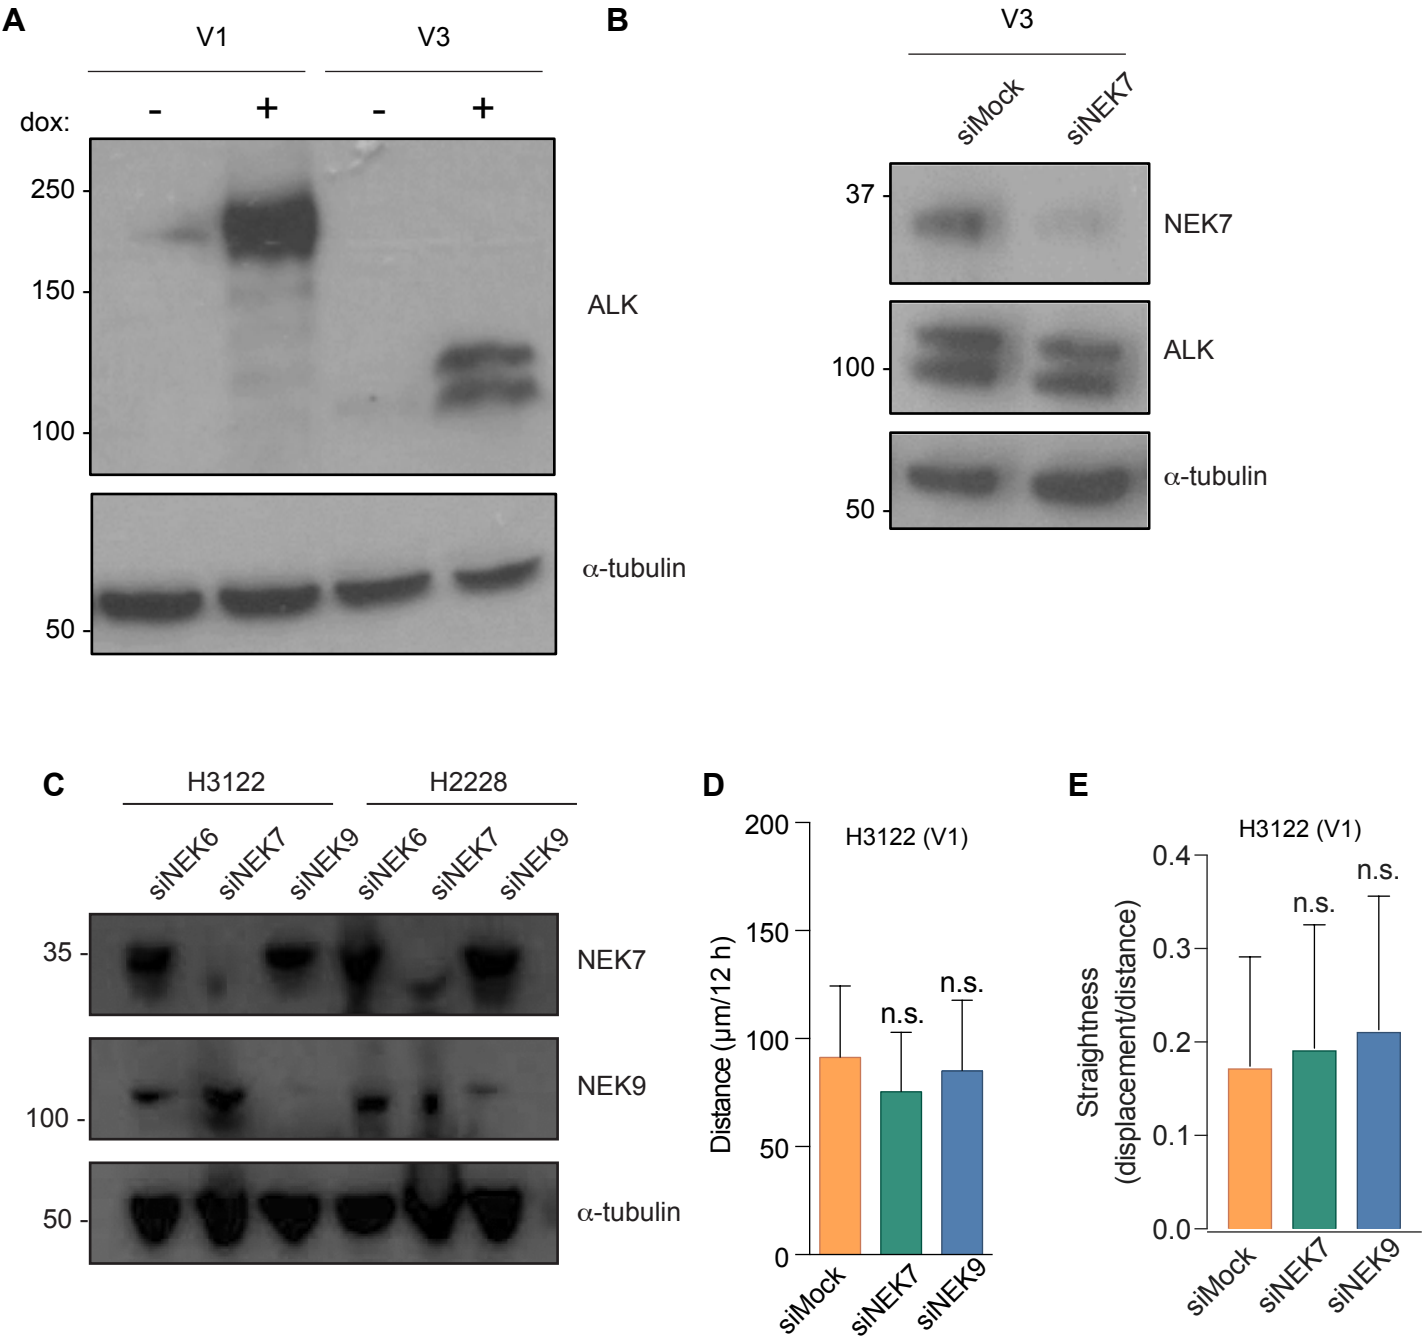 A
V1 V3
dox: - + - +
250
150
100
ALK
50
α-tubulin
B
V3
siMock siNEK7
37
NEK7
100
ALK
50
α-tubulin
C
H3122 H2228
siNEK6 siNEK7 siNEK9 siNEK6 siNEK7 siNEK9
35
NEK7
NEK9
100
50
α-tubulin
D
H3122 (V1)
Distance (µm/12 h)
200
150
100
50
0
n.s. n.s.
siMock siNEK7 siNEK9
E
H3122 (V1)
Straightness
(displacement/distance)
0.4
0.3
0.2
0.1
0.0
n.s. n.s.
siMock siNEK7 siNEK9